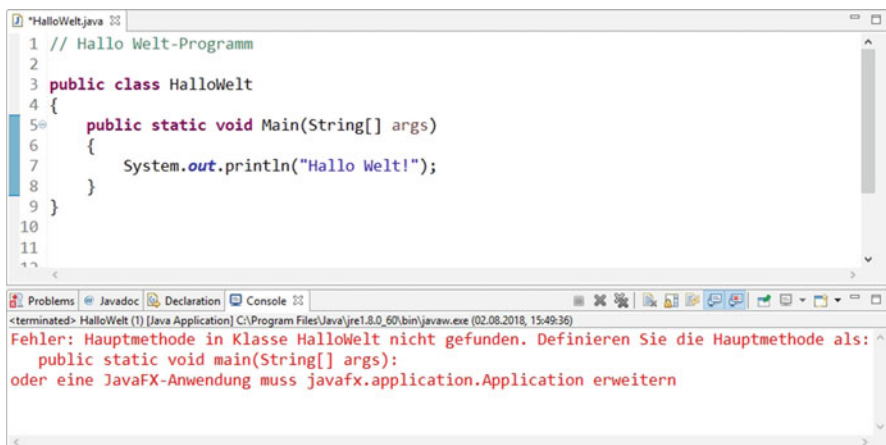 *HalloWelt.java
1 // Hallo Welt-Programm
2
3 public class HalloWelt
4 {
5 public static void Main(String[] args)
6 {
7 System.out.println("Hallo Welt!");
8 }
9 }
10
11
12
Problems Javadoc Declaration Console
<terminated> HalloWelt (1) [Java Application] C:\Program Files\Java\jre1.8.0_60\bin\javaw.exe (02.08.2018, 15:49:36)
Fehler: Hauptmethode in Klasse HalloWelt nicht gefunden. Definieren Sie die Hauptmethode als:
public static void main(String[] args):
oder eine JavaFX-Anwendung muss javafx.application.Application erweitern